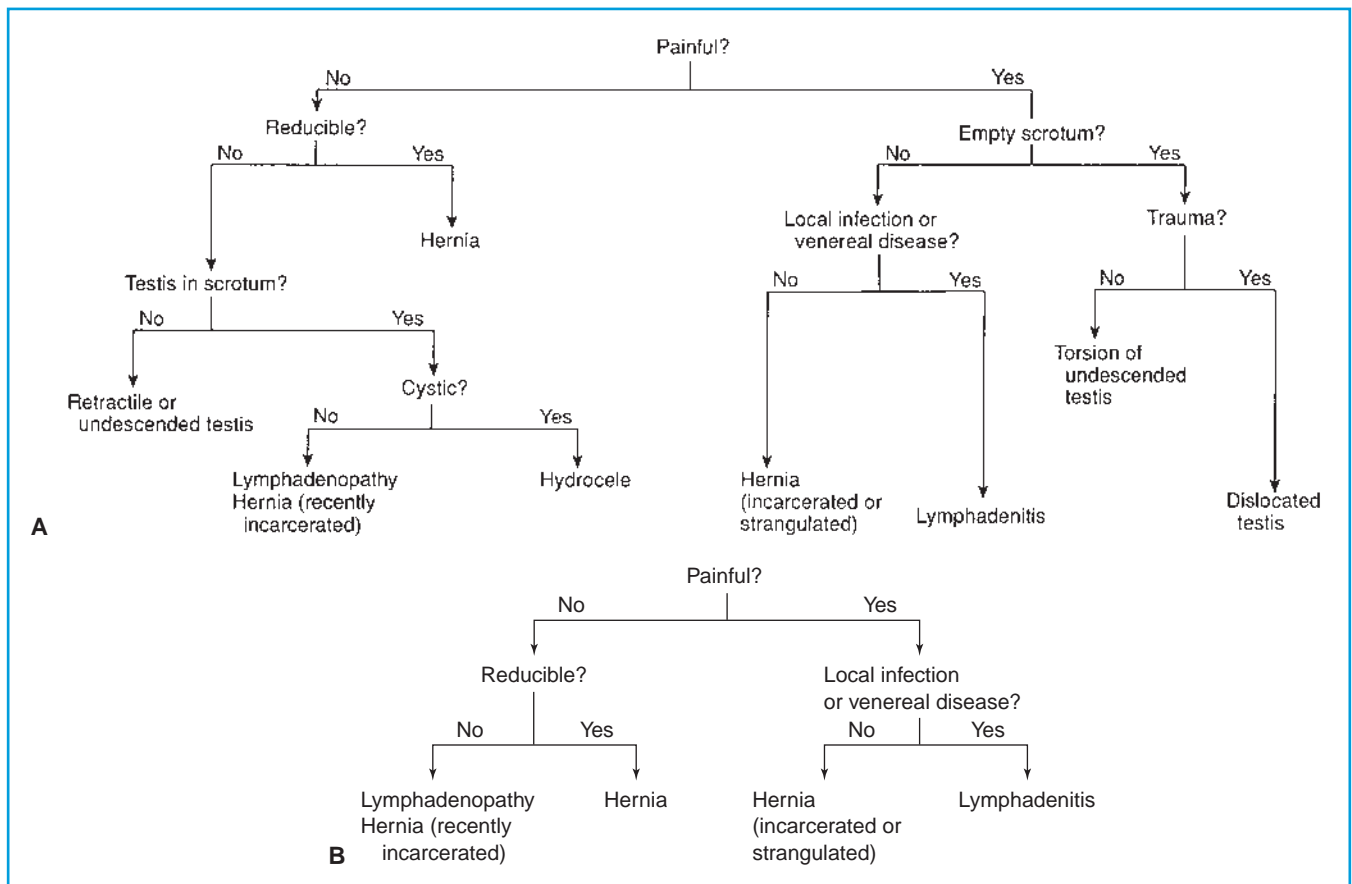 Painful?
No
Yes
Reducible?
Empty scrotum?
No
Yes
No
Yes
Hernia
Local infection or
venereal disease?
Trauma?
Testis in scrotum?
No
Yes
No
Yes
No
Yes
Retractile or
undescended testis
Cystic?
Torsion of
undescended
testis
No
Yes
Lymphadenopathy
Hernia (recently
incarcerated)
Hydrocele
Hernia
(incarcerated or
strangulated)
Lymphadenitis
Dislocated
testis
A
Painful?
No
Yes
Reducible?
Local infection
or venereal disease?
No
Yes
No
Yes
Lymphadenopathy
Hernia (recently
incarcerated)
Hernia
Hernia
(incarcerated or
strangulated)
Lymphadenitis
B